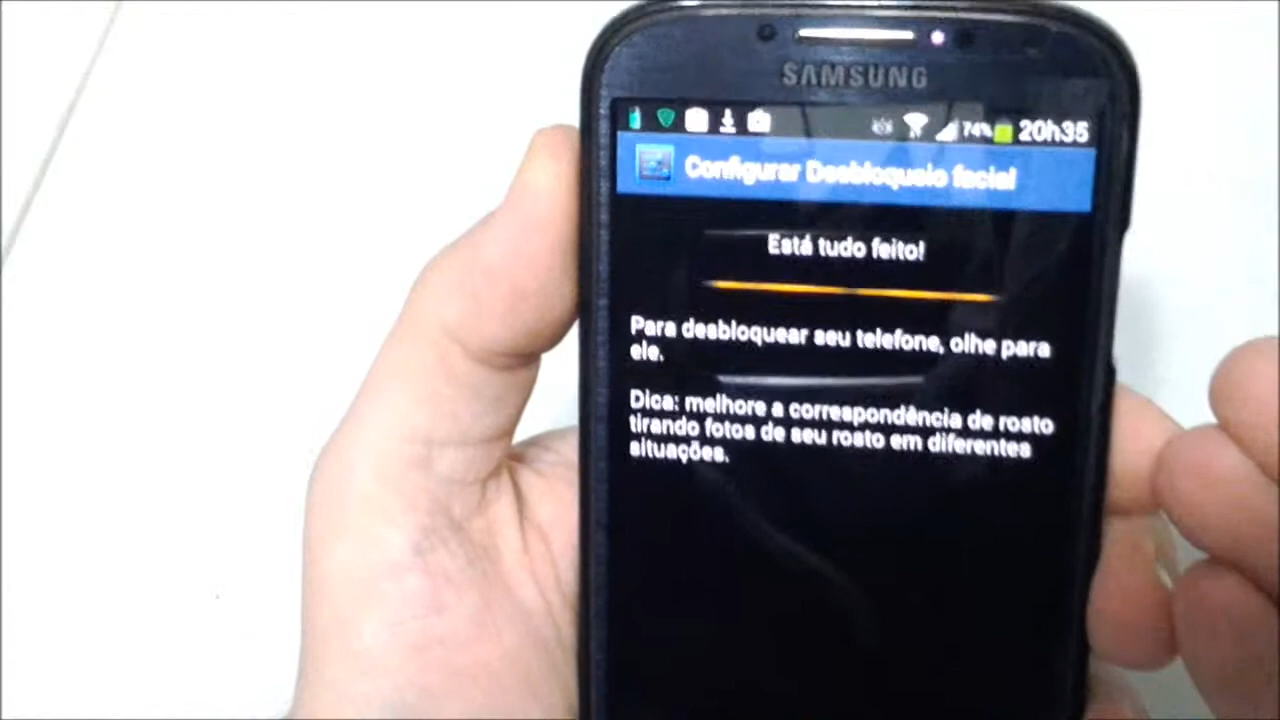 SAMSUNG
74% 20h35
Configurar Desbloqueio facial
Está tudo feito!
Para desbloquear seu telefone, olhe para
ele.
Dica: melhore a correspondência de rosto
tirando fotos de seu rosto em diferentes
situações.